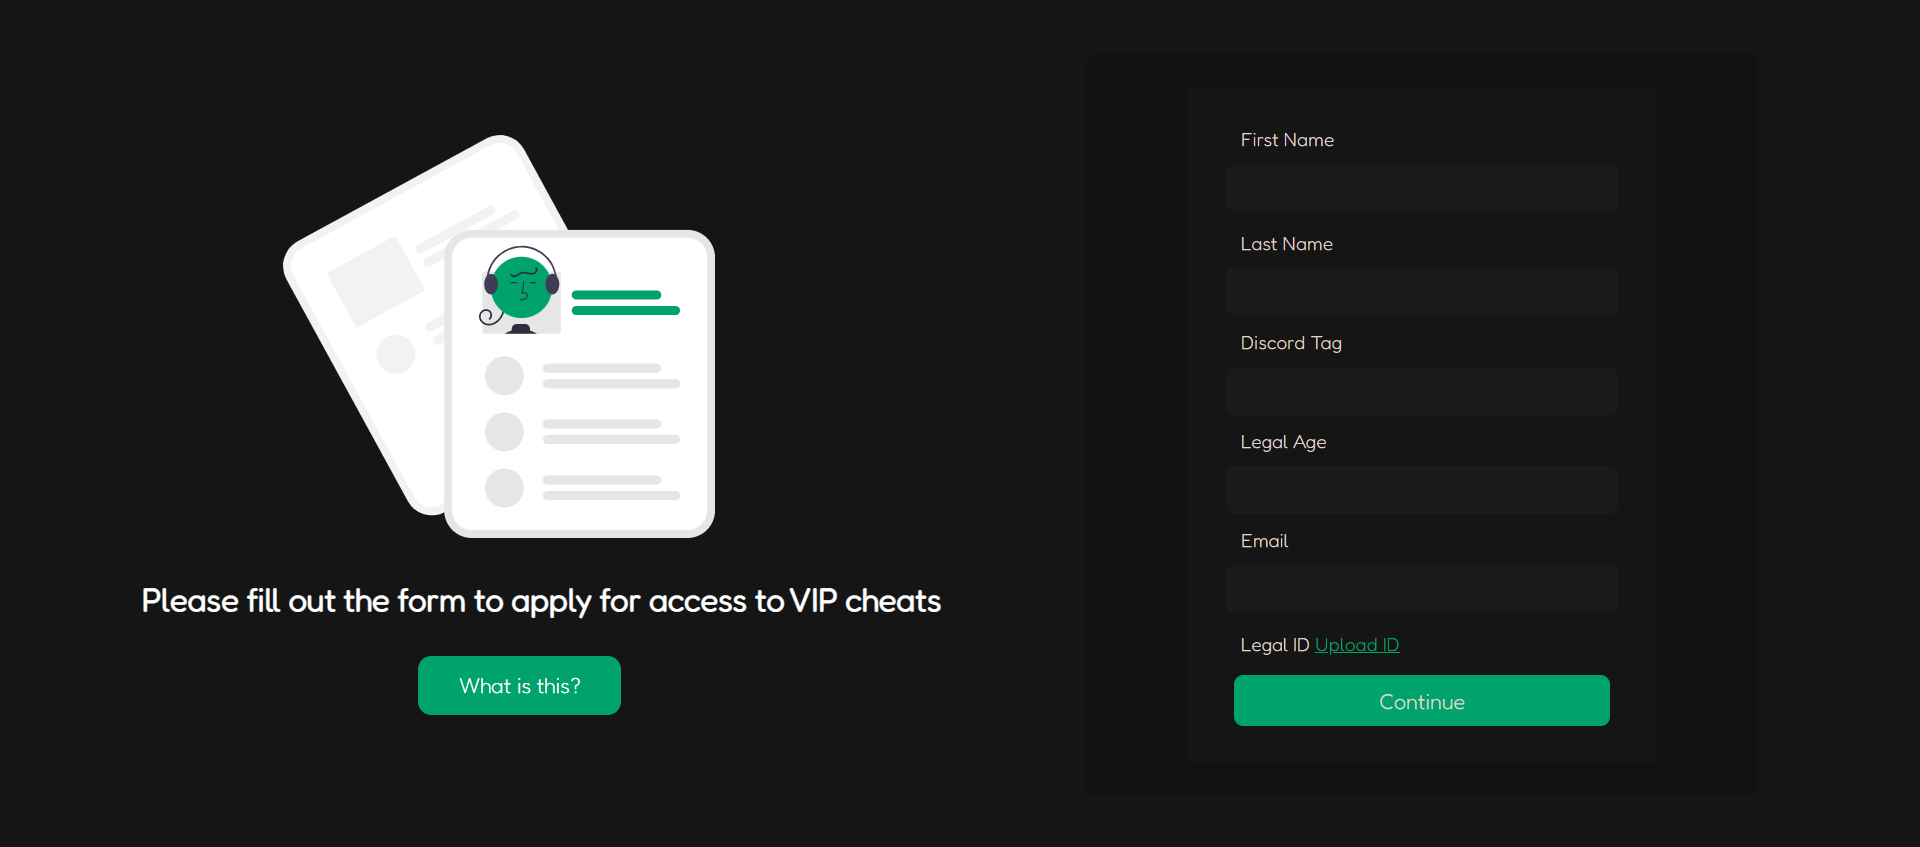 Please fill out the form to apply for access to VIP cheats
What is this?
First Name
Last Name
Discord Tag
Legal Age
Email
Legal ID Upload ID
Continue